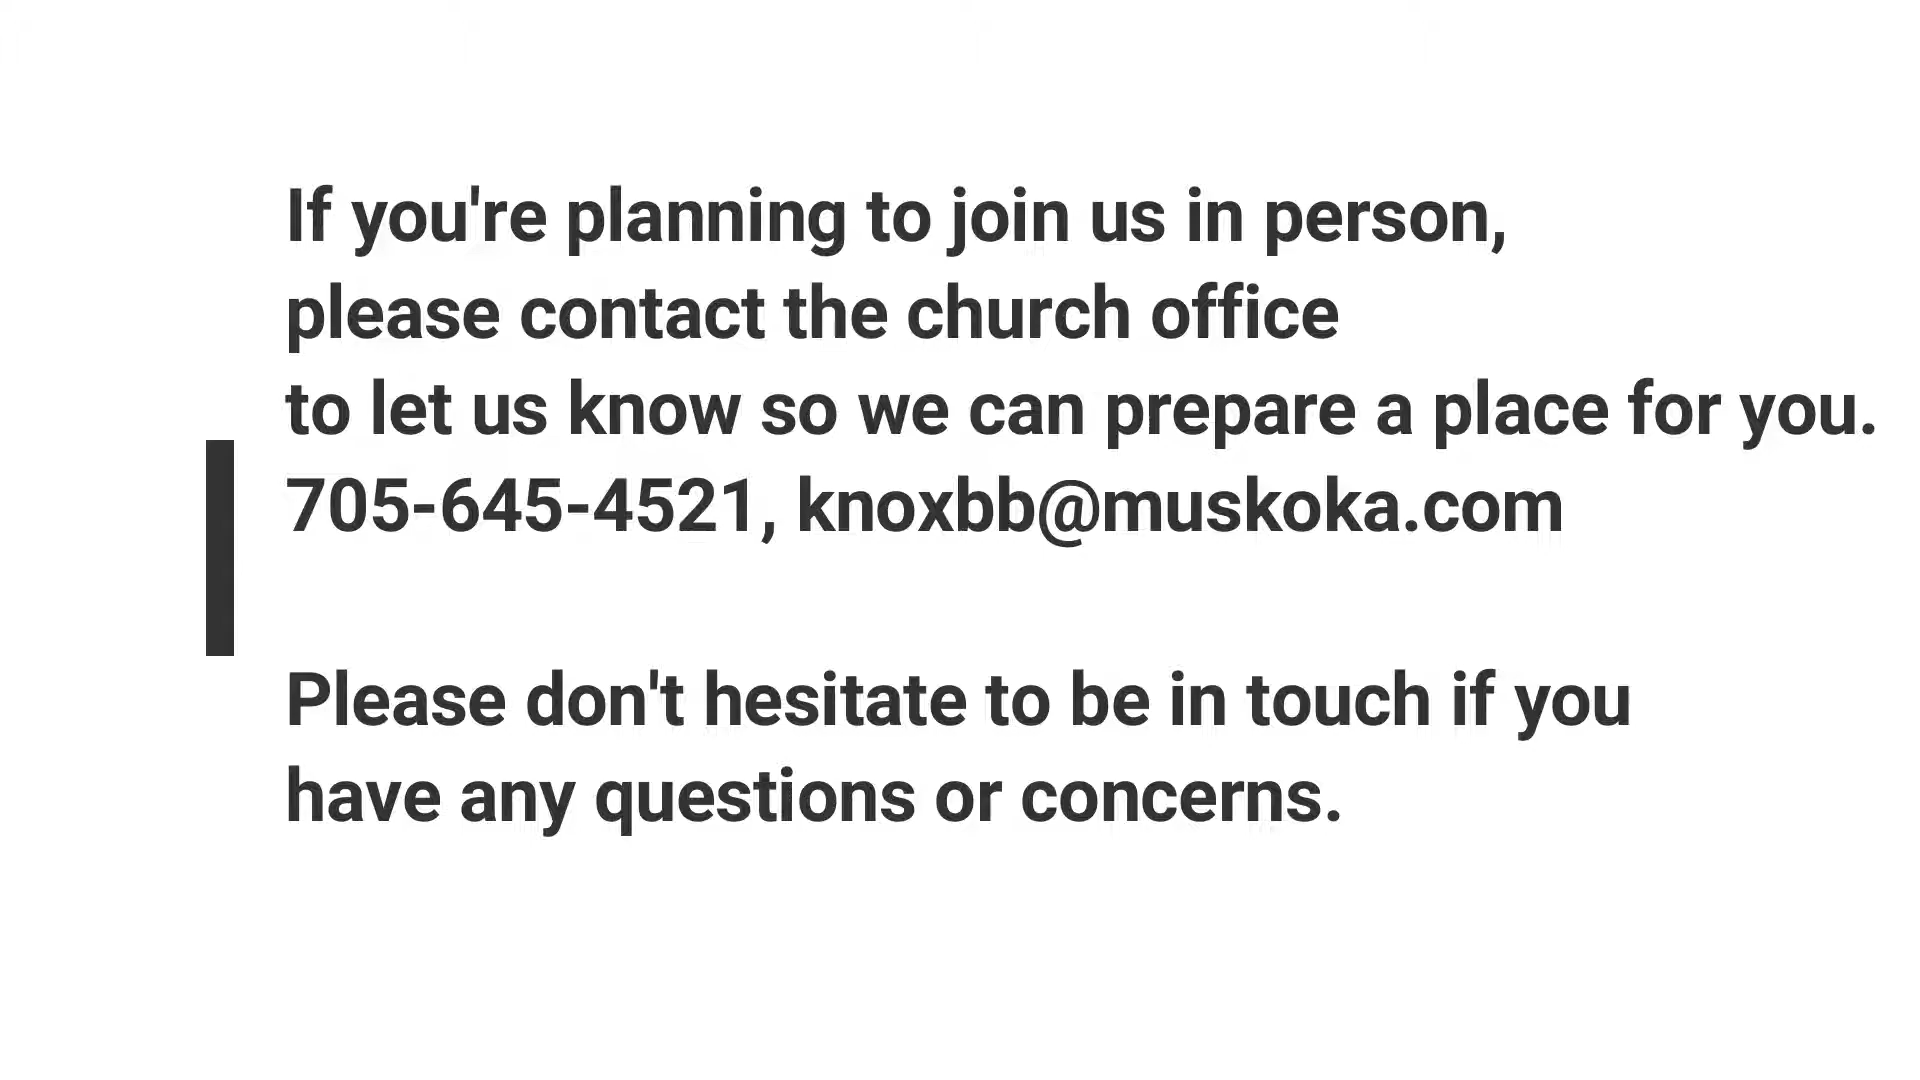 If you're planning to join us in person,
please contact the church office
to let us know so we can prepare a place for you.
705-645-4521, knoxbb@muskoka.com
Please don't hesitate to be in touch if you
have any questions or concerns.